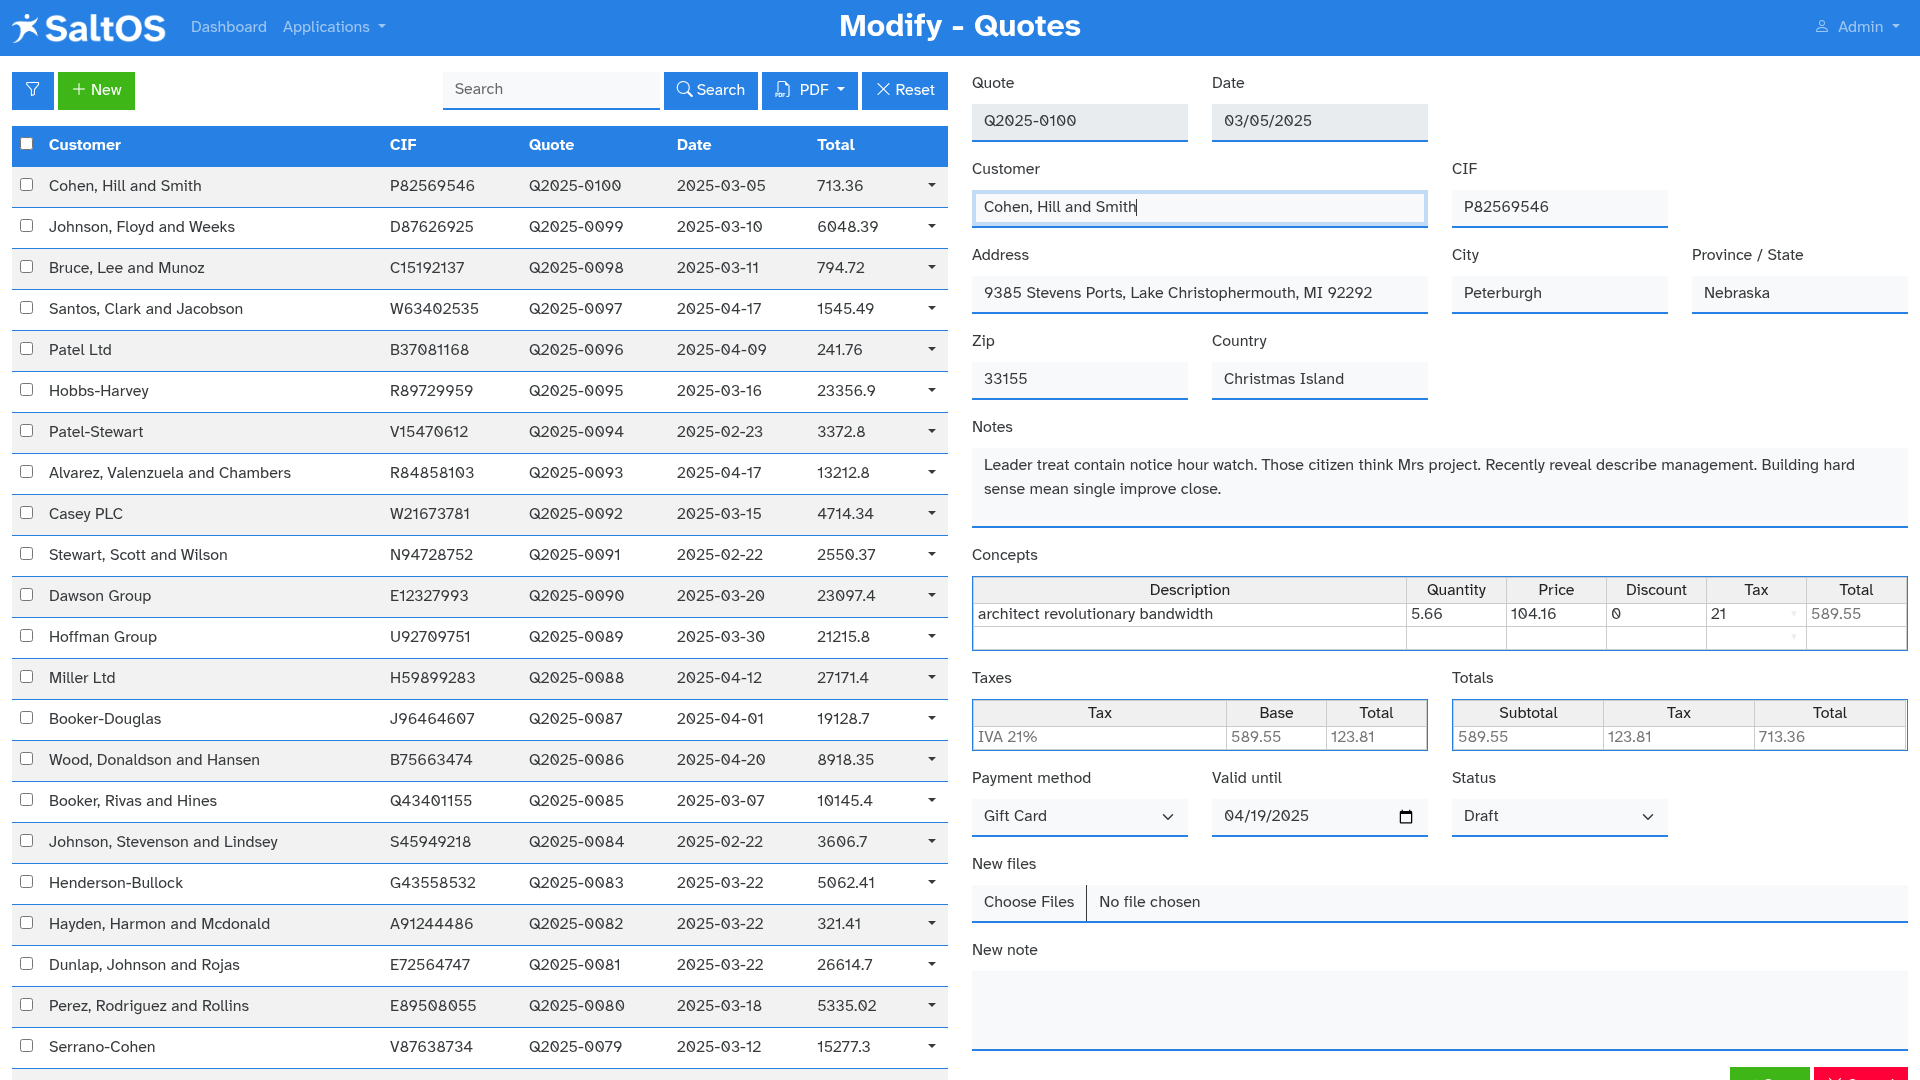 SaltOS Dashboard Applications Modify - Quotes Admin
New Search Search PDF Reset
Customer CIF Quote Date Total
Cohen, Hill and Smith P82569546 Q2025-0100 2025-03-05 713.36
Johnson, Floyd and Weeks D87626925 Q2025-0099 2025-03-10 6048.39
Bruce, Lee and Munoz C15192137 Q2025-0098 2025-03-11 794.72
Santos, Clark and Jacobson W63402535 Q2025-0097 2025-04-17 1545.49
Patel Ltd B37081168 Q2025-0096 2025-04-09 241.76
Hobbs-Harvey R89729959 Q2025-0095 2025-03-16 23356.9
Patel-Stewart V15470612 Q2025-0094 2025-02-23 3372.8
Alvarez, Valenzuela and Chambers R84858103 Q2025-0093 2025-04-17 13212.8
Casey PLC W21673781 Q2025-0092 2025-03-15 4714.34
Stewart, Scott and Wilson N94728752 Q2025-0091 2025-02-22 2550.37
Dawson Group E12327993 Q2025-0090 2025-03-20 23097.4
Hoffman Group U92709751 Q2025-0089 2025-03-30 21215.8
Miller Ltd H59899283 Q2025-0088 2025-04-12 27171.4
Booker-Douglas J96464607 Q2025-0087 2025-04-01 19128.7
Wood, Donaldson and Hansen B75663474 Q2025-0086 2025-04-20 8918.35
Booker, Rivas and Hines Q43401155 Q2025-0085 2025-03-07 10145.4
Johnson, Stevenson and Lindsey S45949218 Q2025-0084 2025-02-22 3606.7
Henderson-Bullock G43558532 Q2025-0083 2025-03-22 5062.41
Hayden, Harmon and Mcdonald A91244486 Q2025-0082 2025-03-22 321.41
Dunlap, Johnson and Rojas E72564747 Q2025-0081 2025-03-22 26614.7
Perez, Rodriguez and Rollins E89508055 Q2025-0080 2025-03-18 5335.02
Serrano-Cohen V87638734 Q2025-0079 2025-03-12 15277.3
Quote Date
Q2025-0100 03/05/2025
Customer CIF
Cohen, Hill and Smith P82569546
Address City Province / State
9385 Stevens Ports, Lake Christophermouth, MI 92292 Peterburgh Nebraska
Zip Country
33155 Christmas Island
Notes
Leader treat contain notice hour watch. Those citizen think Mrs project. Recently reveal describe management. Building hard
sense mean single improve close.
Concepts
Description Quantity Price Discount Tax Total
architect revolutionary bandwidth 5.66 104.16 0 21 589.55
Taxes Totals
Tax Base Total Subtotal Tax Total
IVA 21% 589.55 123.81 589.55 123.81 713.36
Payment method Valid until Status
Gift Card 04/19/2025 Draft
New files
Choose Files No file chosen
New note